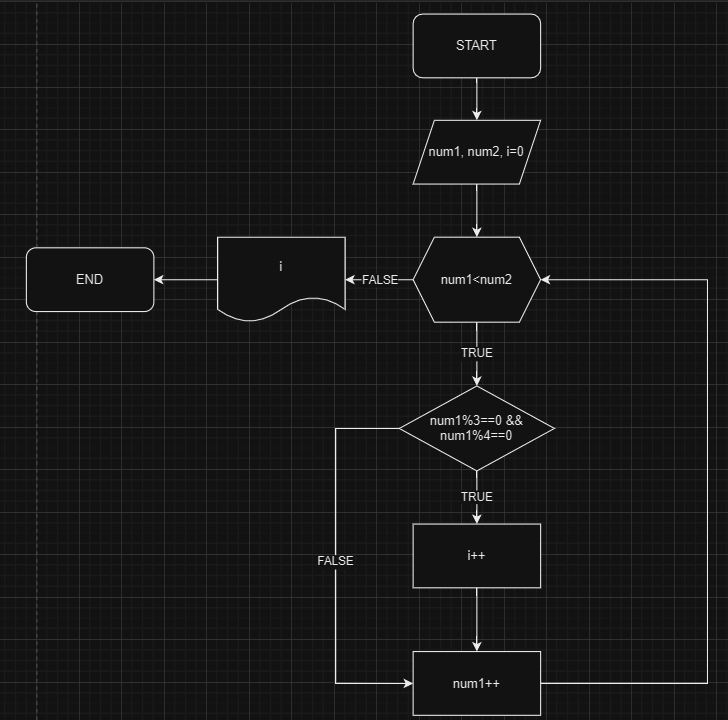 START
num1, num2, i=0
num1<num2
FALSE
i
END
TRUE
num1%3==0 &&
num1%4==0
TRUE
i++
FALSE
num1++